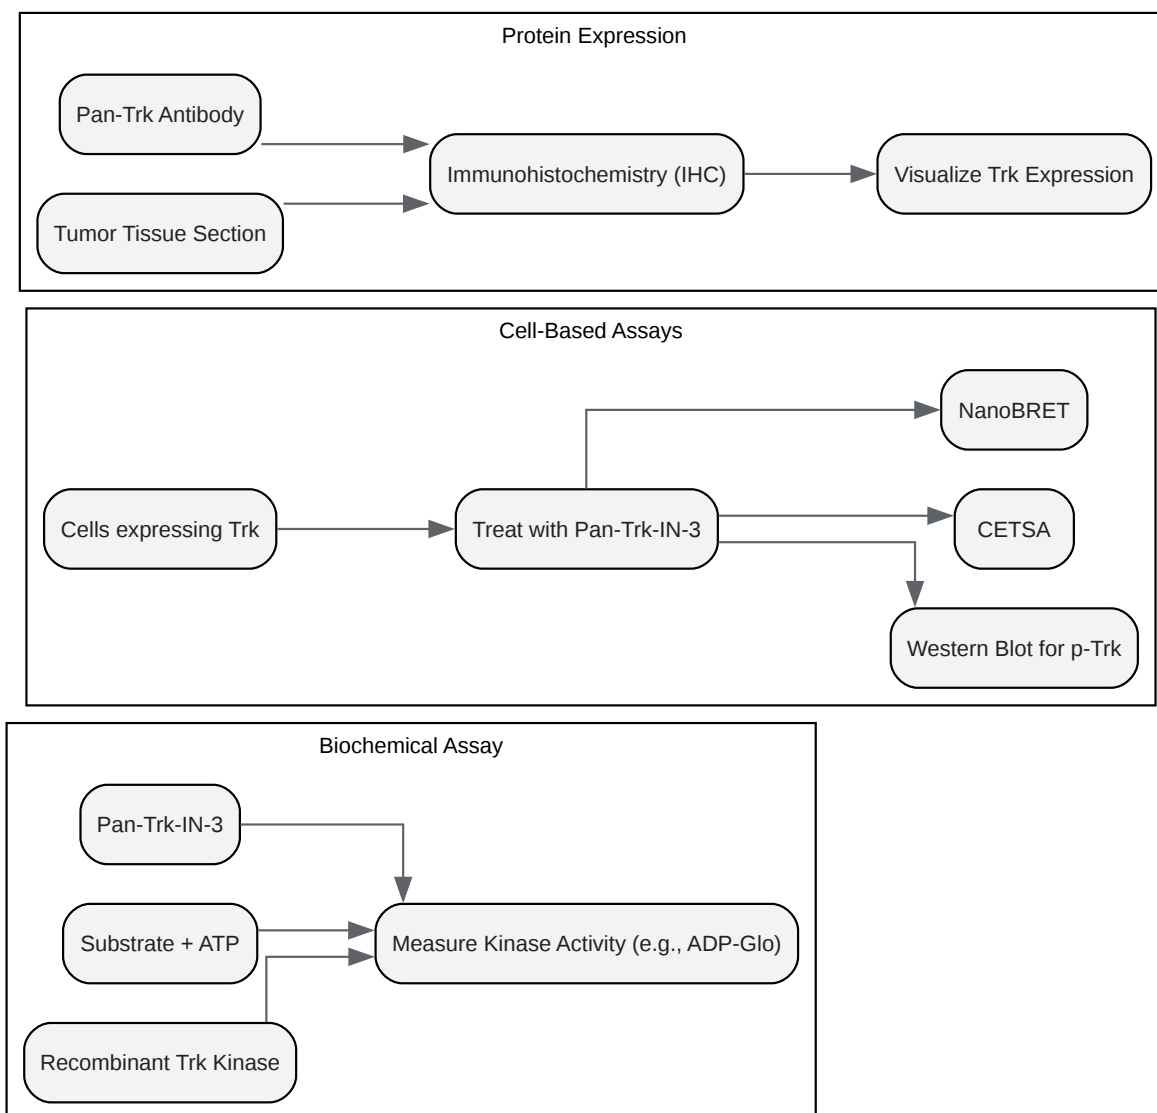 Protein Expression
Pan-Trk Antibody
Immunohistochemistry (IHC)
Visualize Trk Expression
Tumor Tissue Section
Cell-Based Assays
NanoBRET
Cells expressing Trk
Treat with Pan-Trk-IN-3
CETSA
Western Blot for p-Trk
Biochemical Assay
Pan-Trk-IN-3
Substrate + ATP
Measure Kinase Activity (e.g., ADP-Glo)
Recombinant Trk Kinase